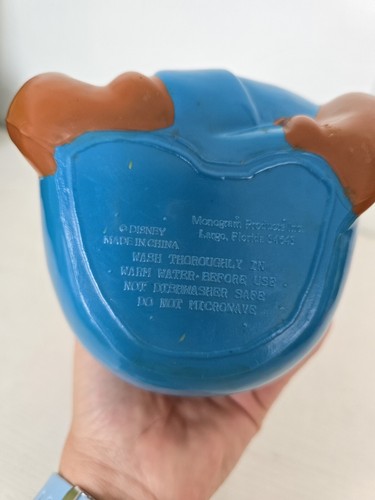 © DISNEY
MADE IN CHINA
Monogram Products Inc.
Largo, Florida
WASH THOROUGHLY IN
WARM WATER·BEFORE USE
NOT DISHWASHER SAFE
DO NOT MICROWAVE